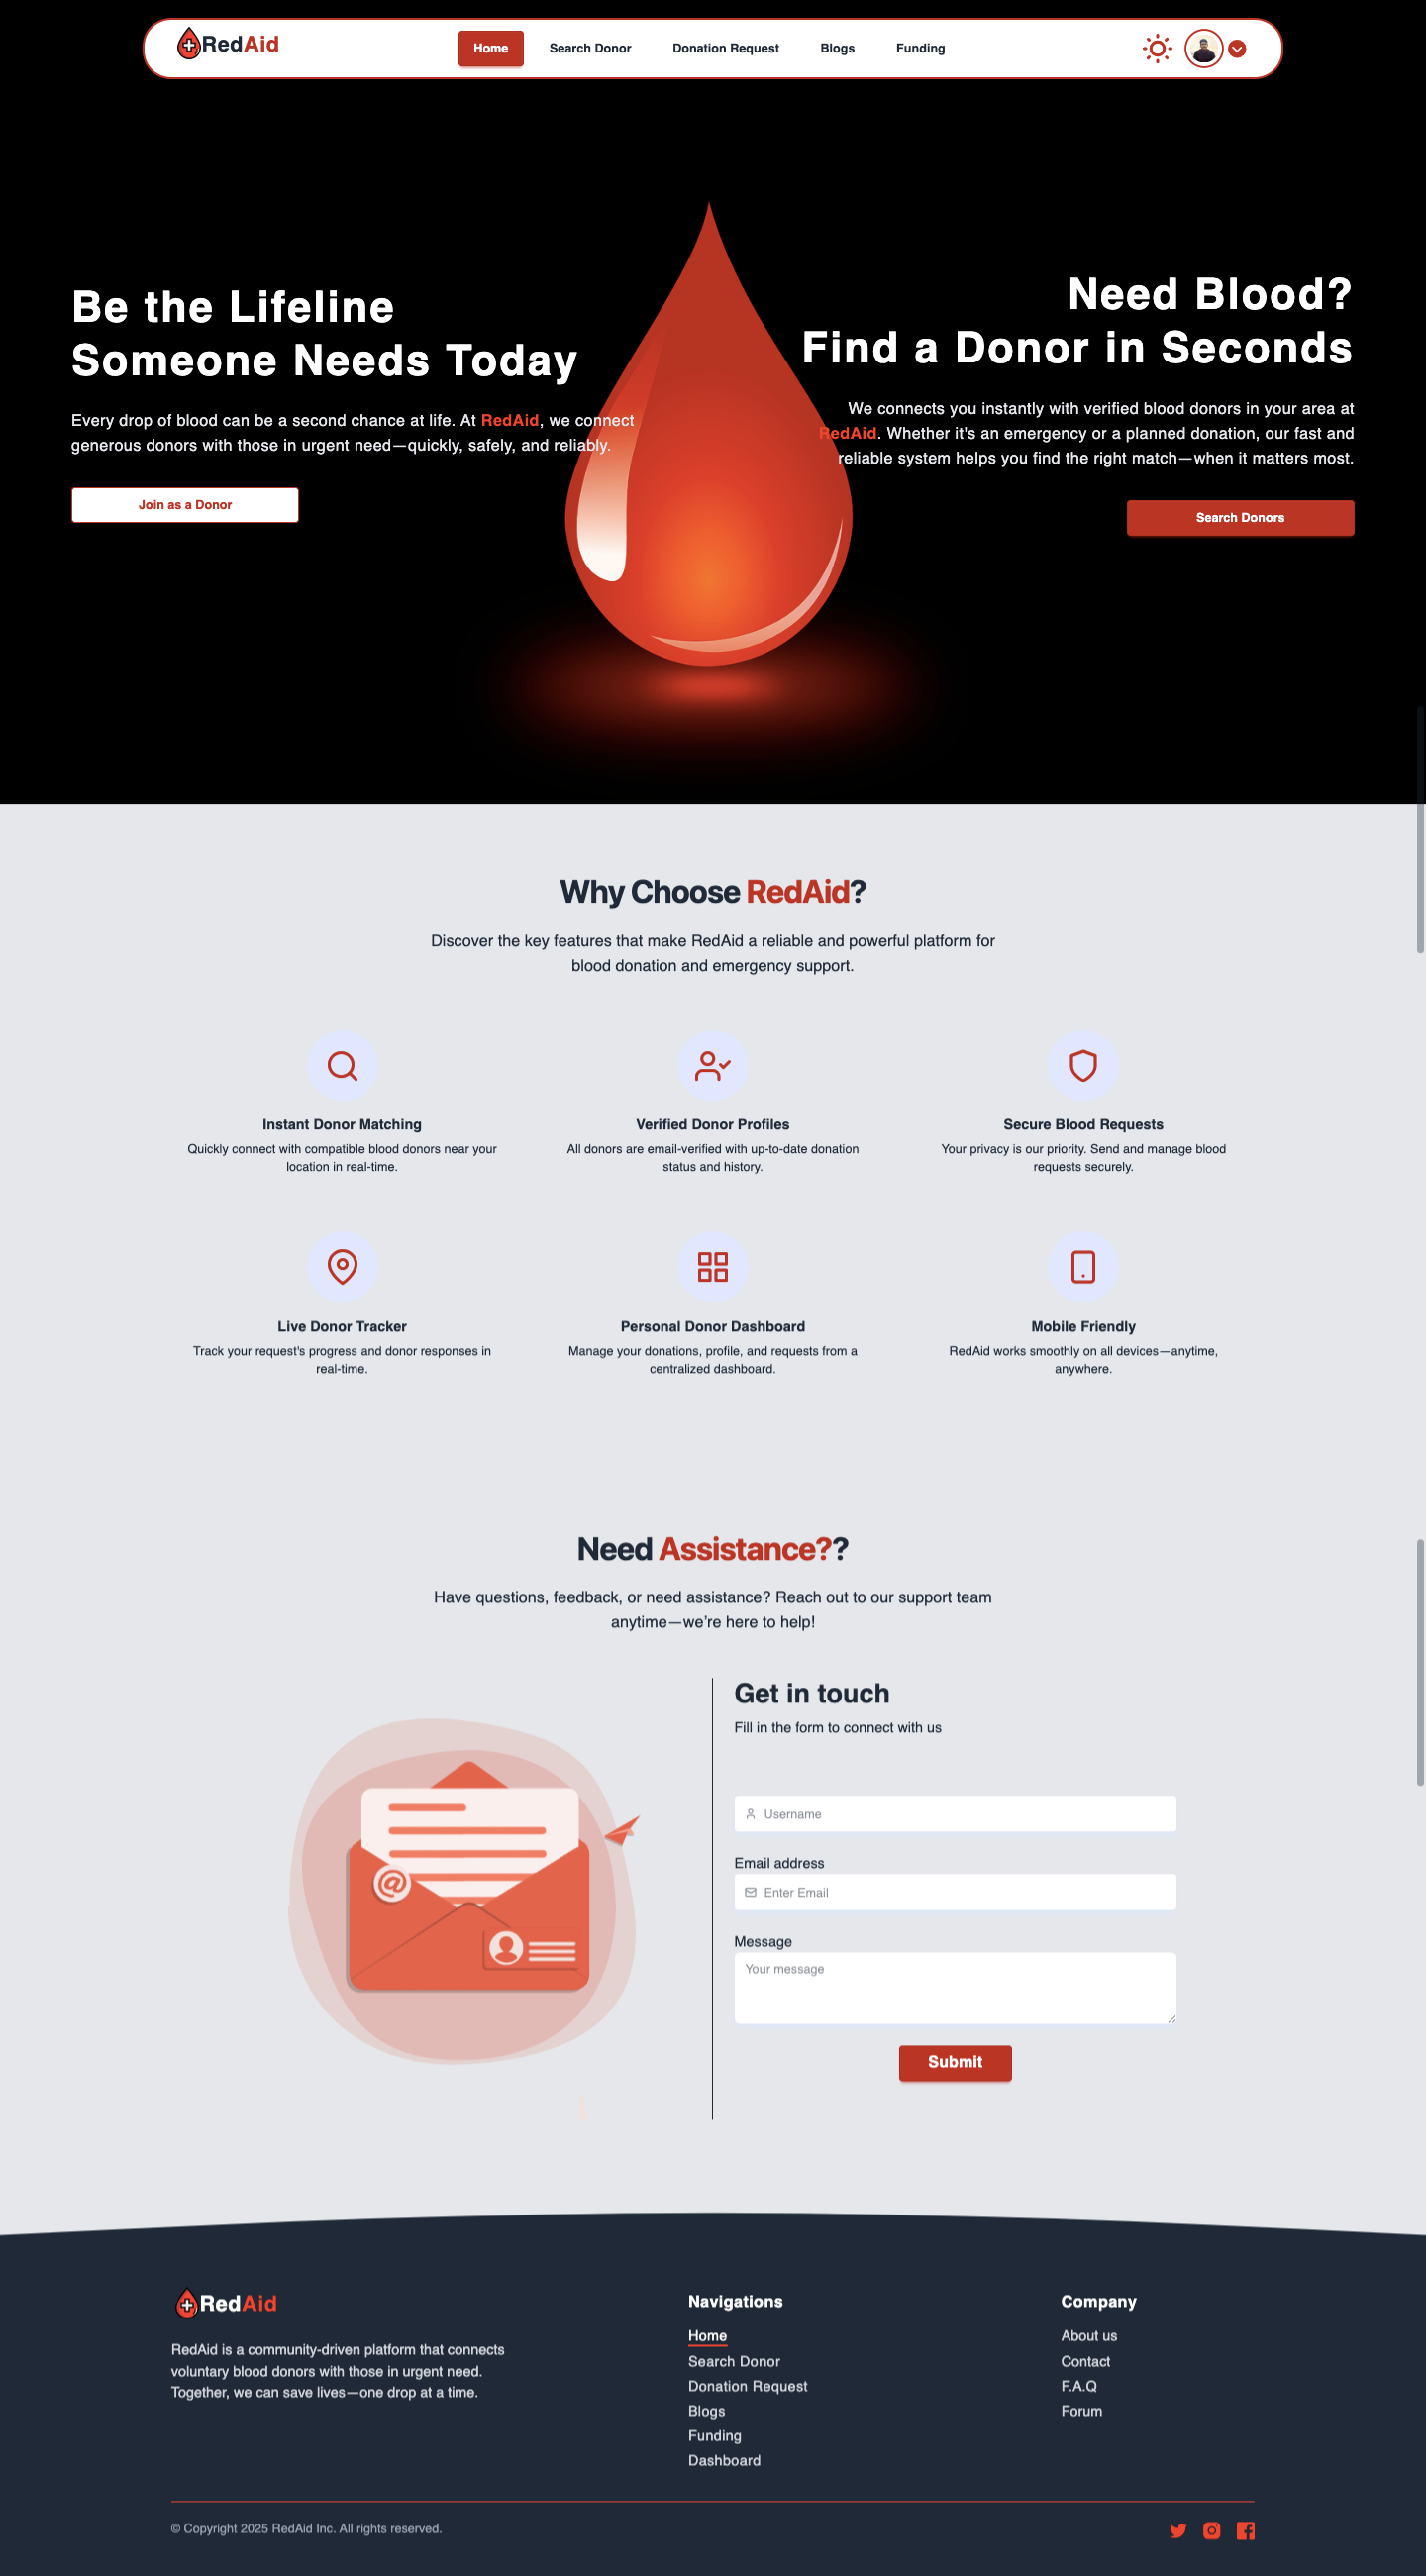 RedAid
Home
Search Donor
Donation Request
Blogs
Funding
Be the Lifeline
Someone Needs Today
Every drop of blood can be a second chance at life. At RedAid, we connect
generous donors with those in urgent need—quickly, safely, and reliably.
Join as a Donor
Need Blood?
Find a Donor in Seconds
We connects you instantly with verified blood donors in your area at
RedAid. Whether it's an emergency or a planned donation, our fast and
reliable system helps you find the right match—when it matters most.
Search Donors
Why Choose RedAid?
Discover the key features that make RedAid a reliable and powerful platform for
blood donation and emergency support.
Instant Donor Matching
Quickly connect with compatible blood donors near your
location in real-time.
Verified Donor Profiles
All donors are email-verified with up-to-date donation
status and history.
Secure Blood Requests
Your privacy is our priority. Send and manage blood
requests securely.
Live Donor Tracker
Track your request's progress and donor responses in
real-time.
Personal Donor Dashboard
Manage your donations, profile, and requests from a
centralized dashboard.
Mobile Friendly
RedAid works smoothly on all devices—anytime,
anywhere.
Need Assistance??
Have questions, feedback, or need assistance? Reach out to our support team
anytime—we’re here to help!
@
Get in touch
Fill in the form to connect with us
Username
Email address
Enter Email
Message
Your message
Submit
RedAid
RedAid is a community-driven platform that connects
voluntary blood donors with those in urgent need.
Together, we can save lives—one drop at a time.
Navigations
Home
Search Donor
Donation Request
Blogs
Funding
Dashboard
Company
About us
Contact
F.A.Q
Forum
© Copyright 2025 RedAid Inc. All rights reserved.